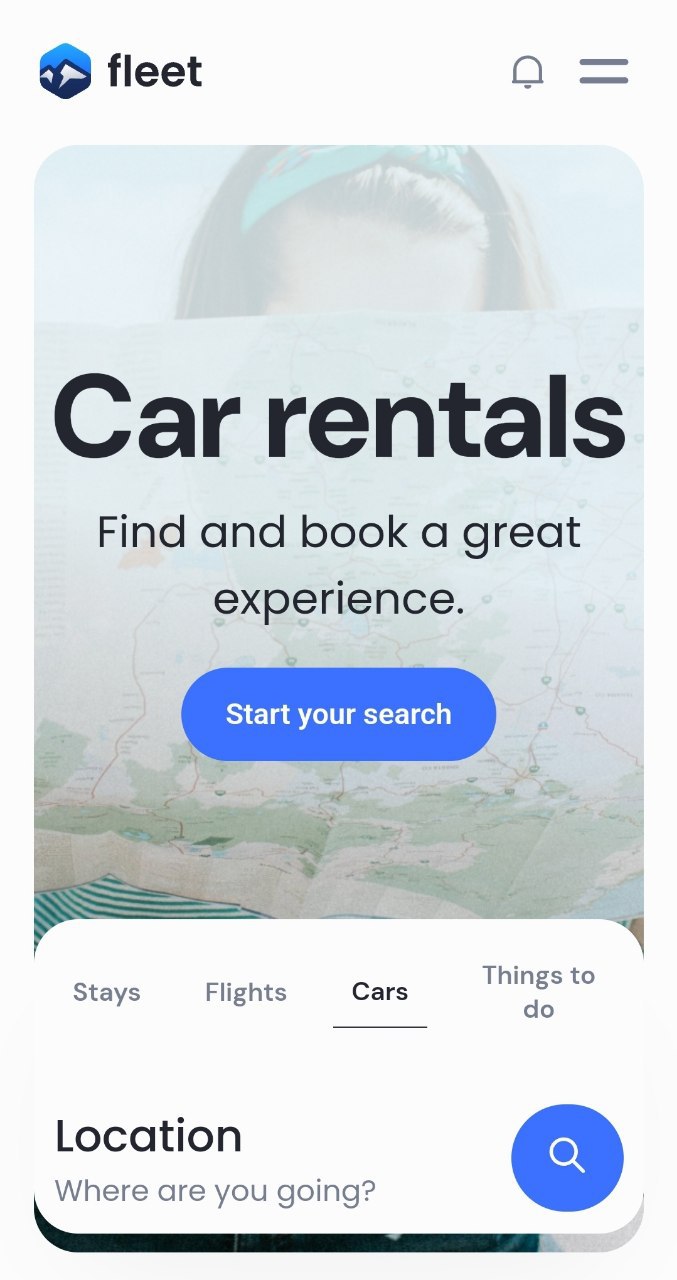 fleet
Car rentals
Find and book a great
experience.
Start your search
Stays
Flights
Cars
Things to
do
Location
Where are you going?